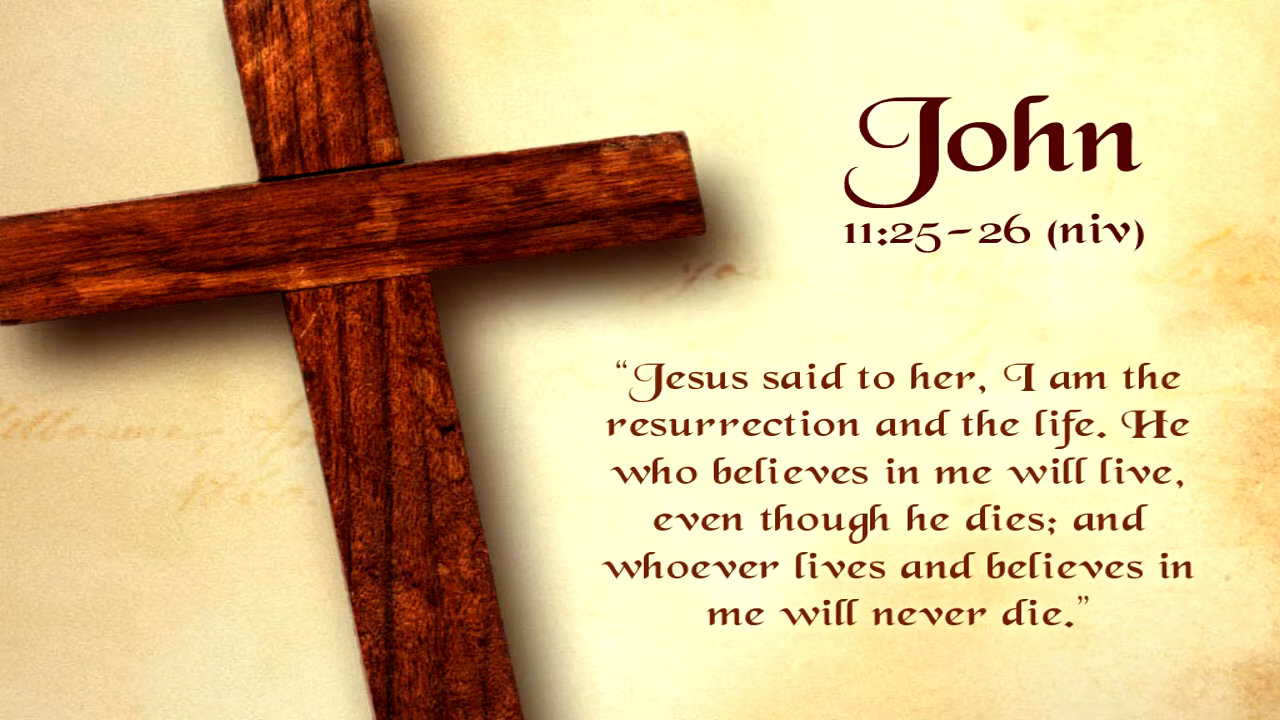 John
11:25-26 (niv)
“Jesus said to her, I am the
resurrection and the life. He
who believes in me will live,
even though he dies; and
whoever lives and believes in
me will never die.”